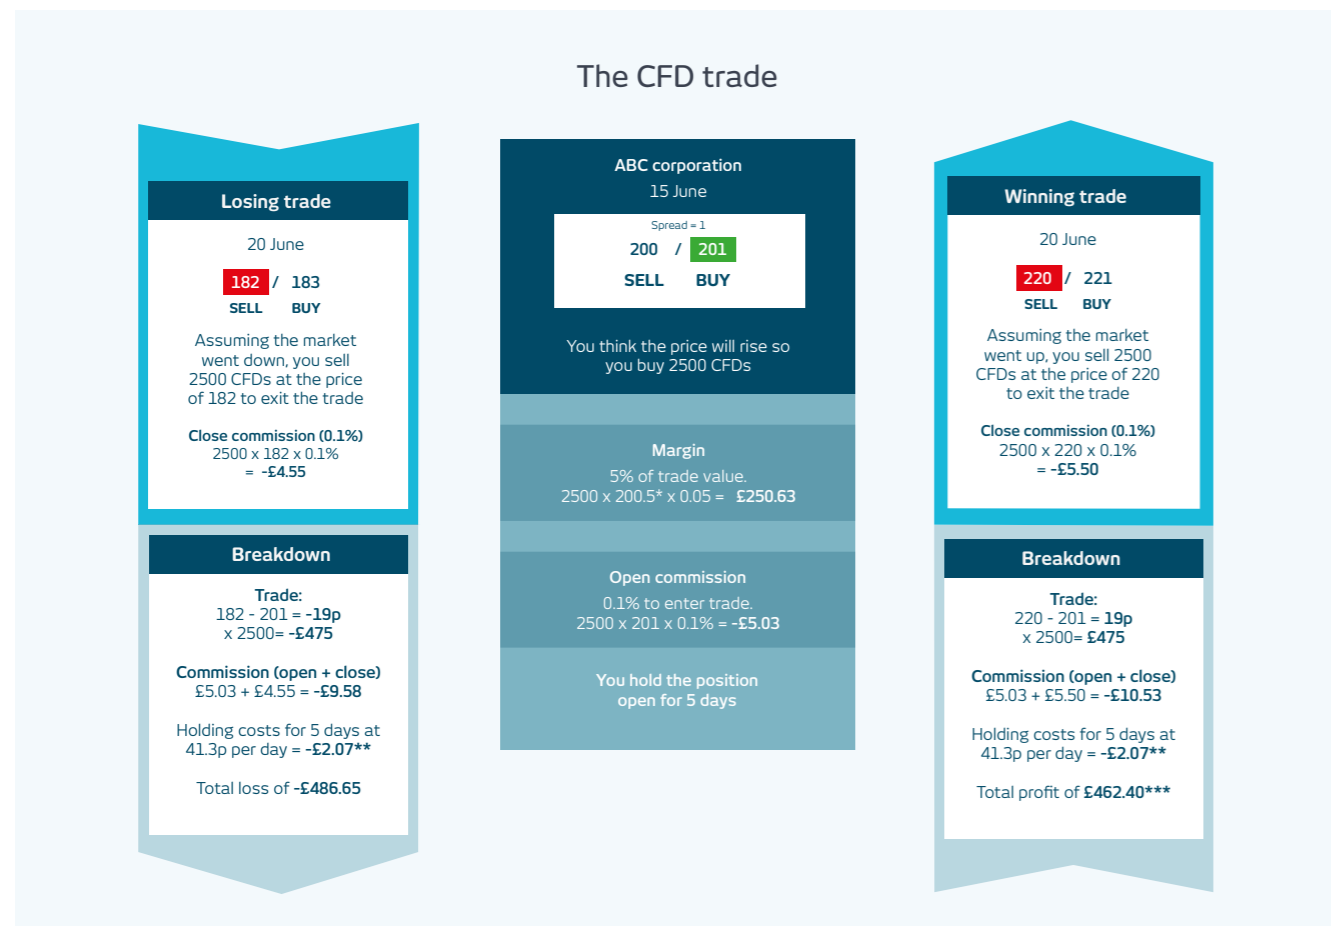 The CFD trade
Losing trade
20 June
182 / 183
SELL BUY
Assuming the market
went down, you sell
2500 CFDs at the price
of 182 to exit the trade
Close commission (0.1%)
2500 x 182 x 0.1%
= -£4.55
Breakdown
Trade:
182 - 201 = -19p
x 2500= -£475
Commission (open + close)
£5.03 + £4.55 = -£9.58
Holding costs for 5 days at
41.3p per day = -£2.07**
Total loss of -£486.65
ABC corporation
15 June
Spread = 1
200 / 201
SELL BUY
You think the price will rise so
you buy 2500 CFDs
Margin
5% of trade value.
2500 x 200.5* x 0.05 = £250.63
Open commission
0.1% to enter trade.
2500 x 201 x 0.1% = -£5.03
You hold the position
open for 5 days
Winning trade
20 June
220 / 221
SELL BUY
Assuming the market
went up, you sell 2500
CFDs at the price of 220
to exit the trade
Close commission (0.1%)
2500 x 220 x 0.1%
= -£5.50
Breakdown
Trade:
220 - 201 = 19p
x 2500= £475
Commission (open + close)
£5.03 + £5.50 = -£10.53
Holding costs for 5 days at
41.3p per day = -£2.07**
Total profit of £462.40***